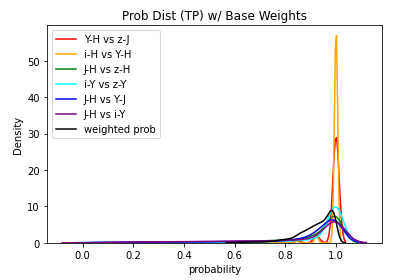 Prob Dist (TP) w/ Base Weights
Y-H vs z-J
i-H vs Y-H
J-H vs z-H
i-Y vs z-Y
J-H vs Y-J
J-H vs i-Y
weighted prob
Density
50
40
30
20
10
0
0.0 0.2 0.4 0.6 0.8 1.0
probability